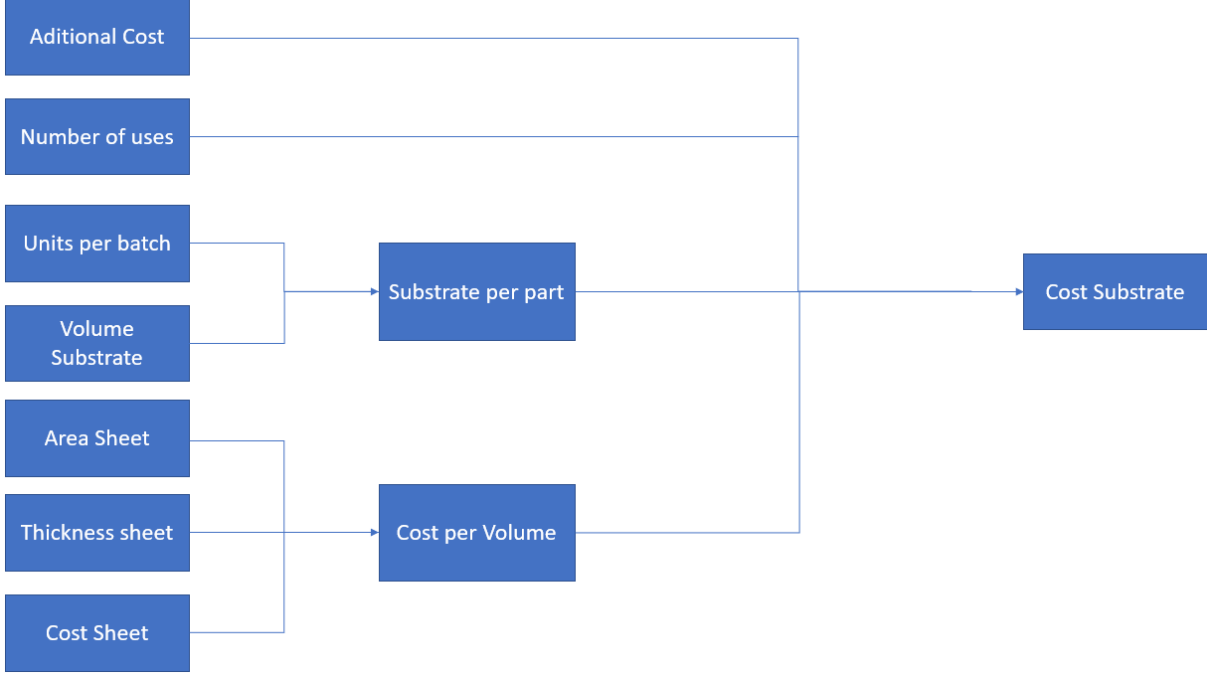 Aditional Cost
Number of uses
Units per batch
Volume
Substrate
Area Sheet
Thickness sheet
Cost Sheet
Substrate per part
Cost per Volume
Cost Substrate